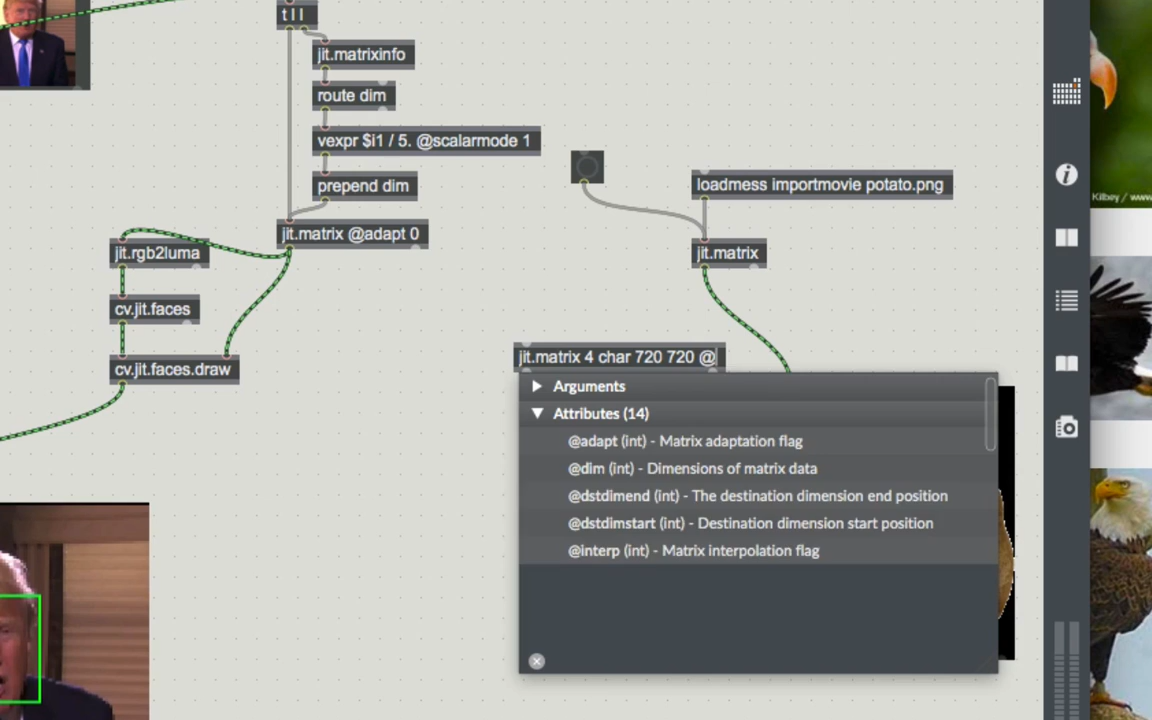 t l l
jit.matrixinfo
route dim
vexpr $i1 / 5. @scalarmode 1
prepend dim
loadmess importmovie potato.png
jit.matrix @adapt 0
jit.rgb2luma
jit.matrix
cv.jit.faces
cv.jit.faces.draw
jit.matrix 4 char 720 720 @
Arguments
Attributes (14)
@adapt (int) - Matrix adaptation flag
@dim (int) - Dimensions of matrix data
@dstdimend (int) - The destination dimension end position
@dstdimstart (int) - Destination dimension start position
@interp (int) - Matrix interpolation flag
Kilbey / www